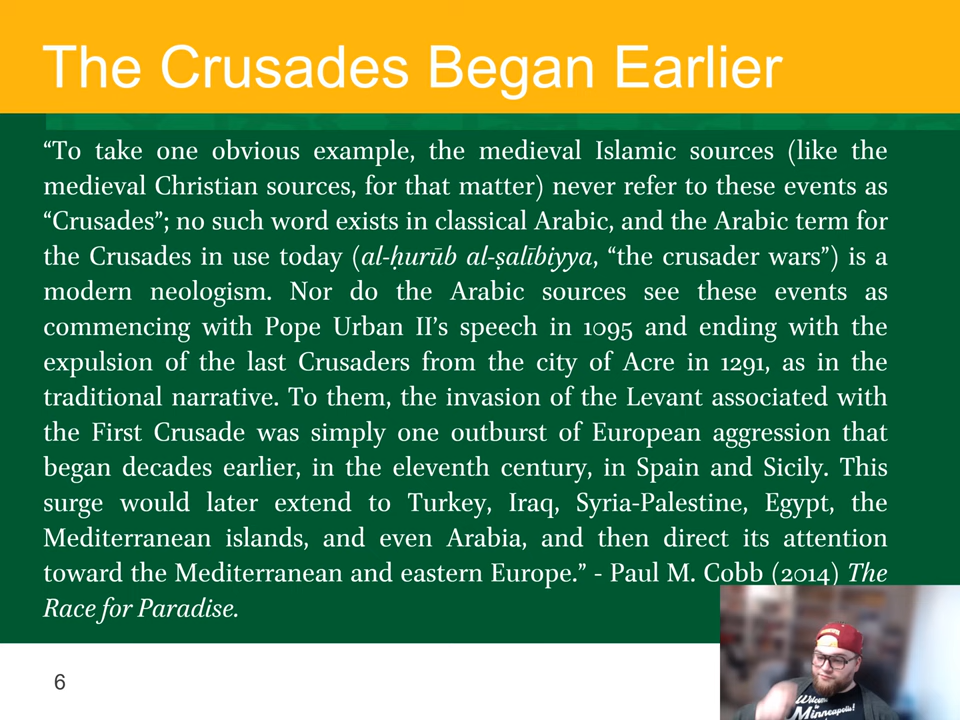 The Crusades Began Earlier
“To take one obvious example, the medieval Islamic sources (like the
medieval Christian sources, for that matter) never refer to these events as
“Crusades”; no such word exists in classical Arabic, and the Arabic term for
the Crusades in use today (al-ḥurūb al-ṣalībiyya, “the crusader wars”) is a
modern neologism. Nor do the Arabic sources see these events as
commencing with Pope Urban II’s speech in 1095 and ending with the
expulsion of the last Crusaders from the city of Acre in 1291, as in the
traditional narrative. To them, the invasion of the Levant associated with
the First Crusade was simply one outburst of European aggression that
began decades earlier, in the eleventh century, in Spain and Sicily. This
surge would later extend to Turkey, Iraq, Syria-Palestine, Egypt, the
Mediterranean islands, and even Arabia, and then direct its attention
toward the Mediterranean and eastern Europe.” - Paul M. Cobb (2014) The
Race for Paradise.
6
Welcome
to
Minneapolis!